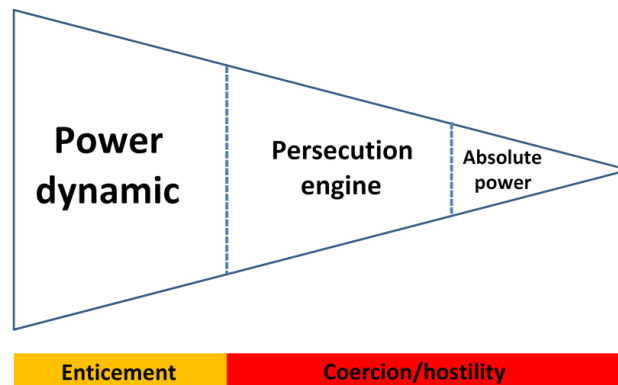 Power
dynamic
Persecution
engine
Absolute
power
Enticement
Coercion/hostility